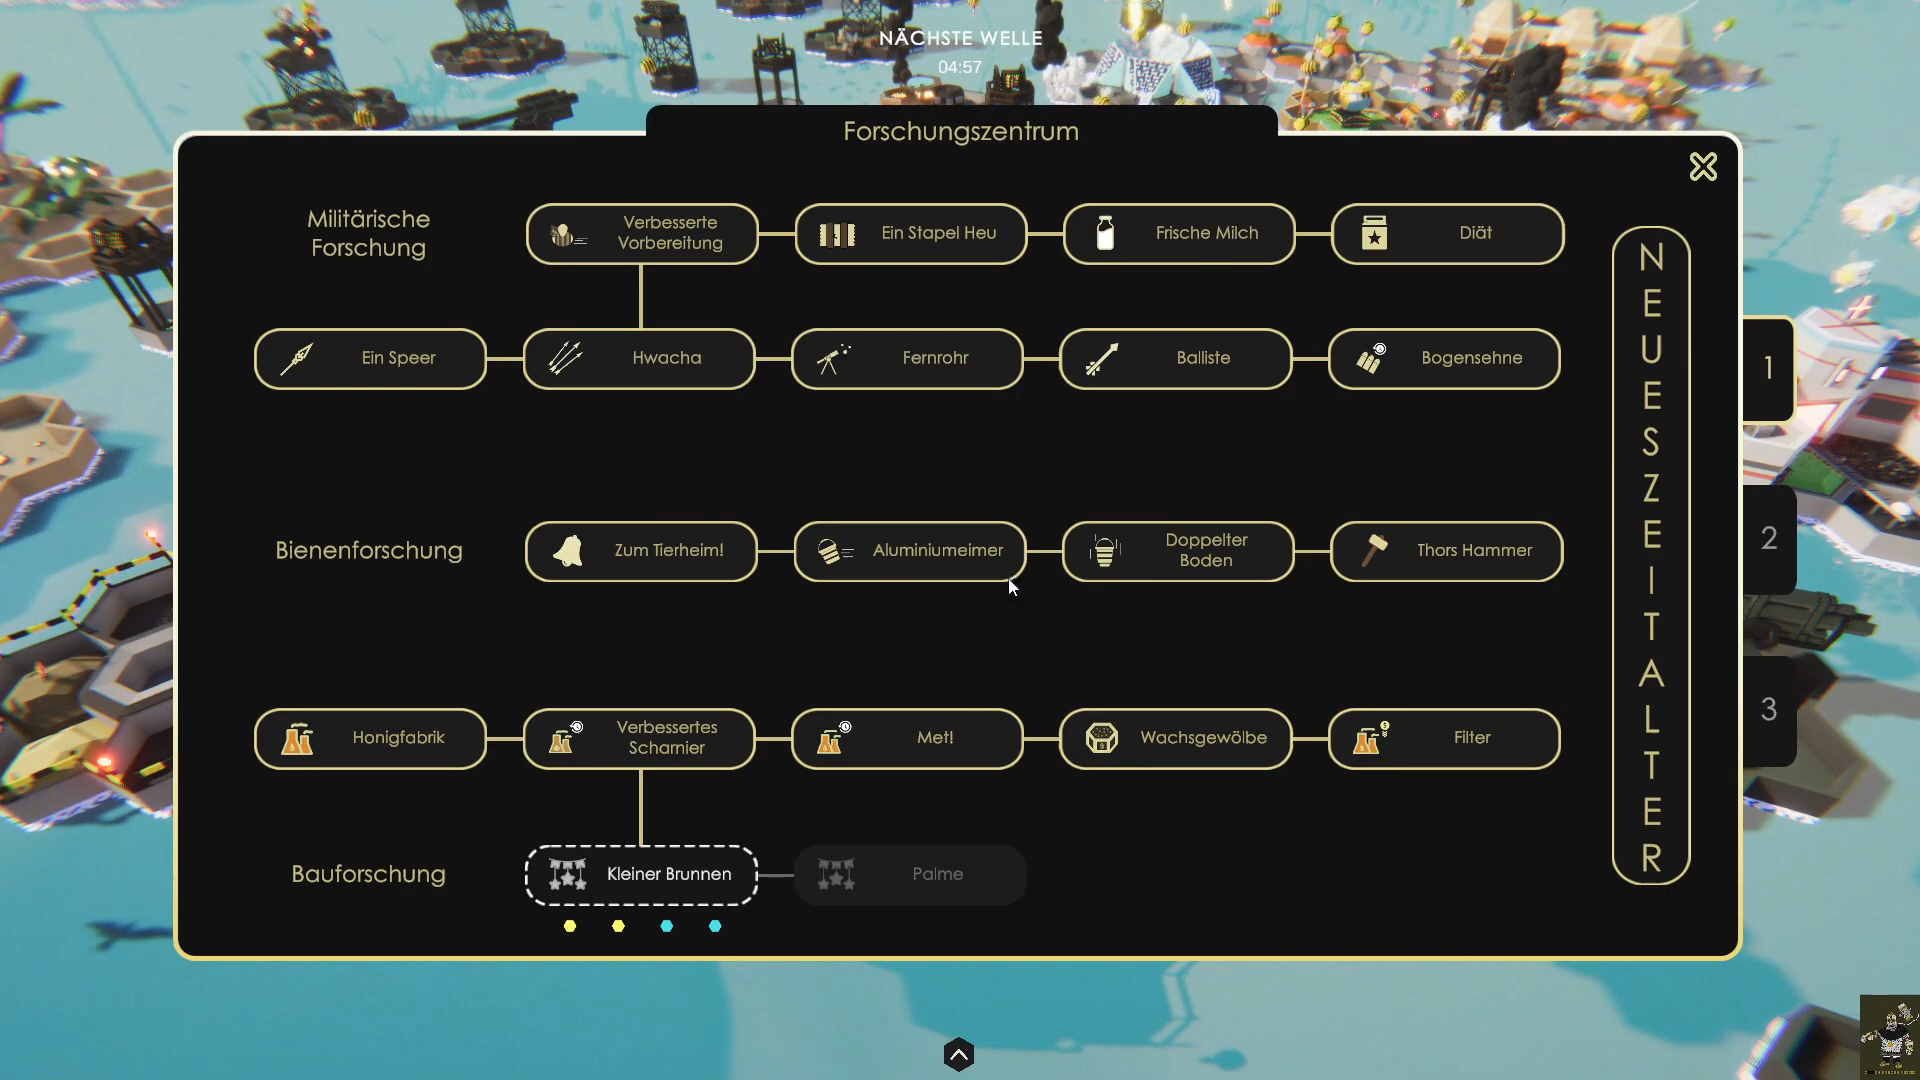 NÄCHSTE WELLE
04:57
Forschungszentrum
Militärische
Forschung
Verbesserte
Vorbereitung
Ein Stapel Heu
Frische Milch
Diät
Ein Speer
Hwacha
Fernrohr
Balliste
Bogensehne
Bienenforschung
Zum Tierheim!
Aluminiumeimer
Doppelter
Boden
Thors Hammer
Honigfabrik
Verbessertes
Scharnier
Met!
Wachsgewölbe
Filter
Bauforschung
Kleiner Brunnen
Palme
NEUESZEITALTER
1
2
3